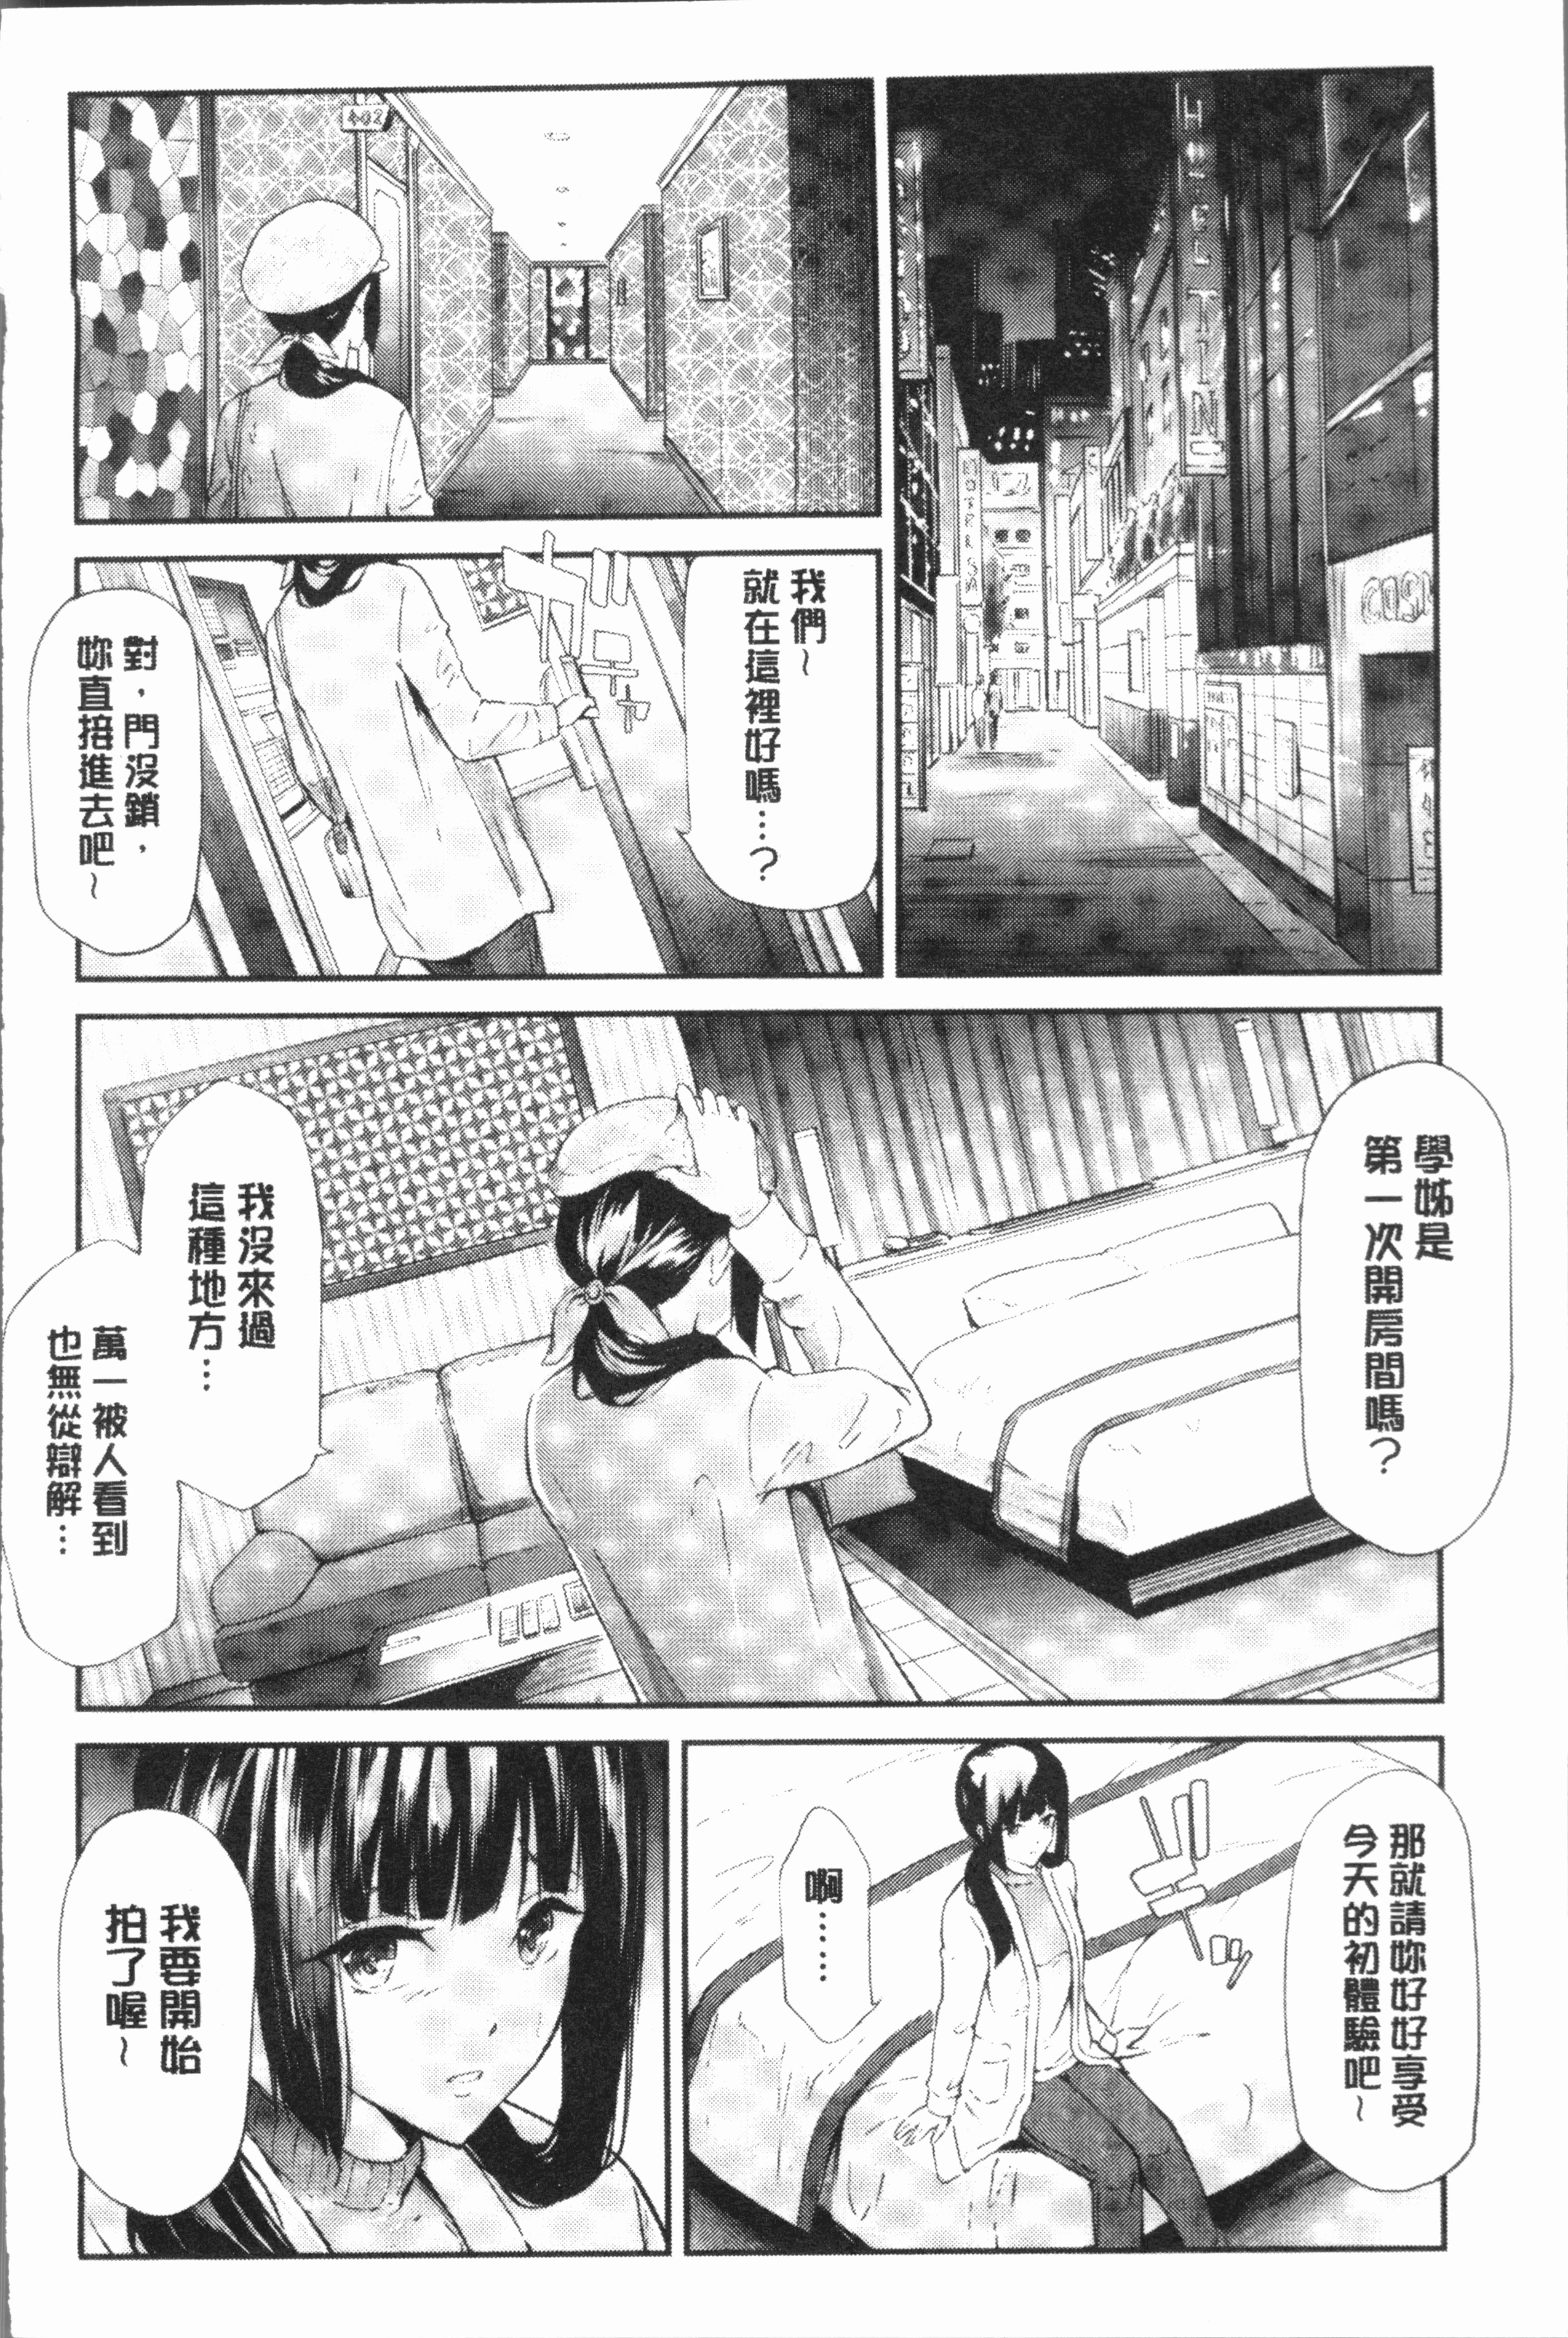 HOTEL
402
我們~
就在這裡好嗎…?
對，門沒鎖，
妳直接進去吧~
學姊是
第一次開房間嗎?
我沒來過
這種地方…
萬一被人看到
也無從辯解…
那就請妳好好享受
今天的初體驗吧~
啊……
我要開始
拍了喔~